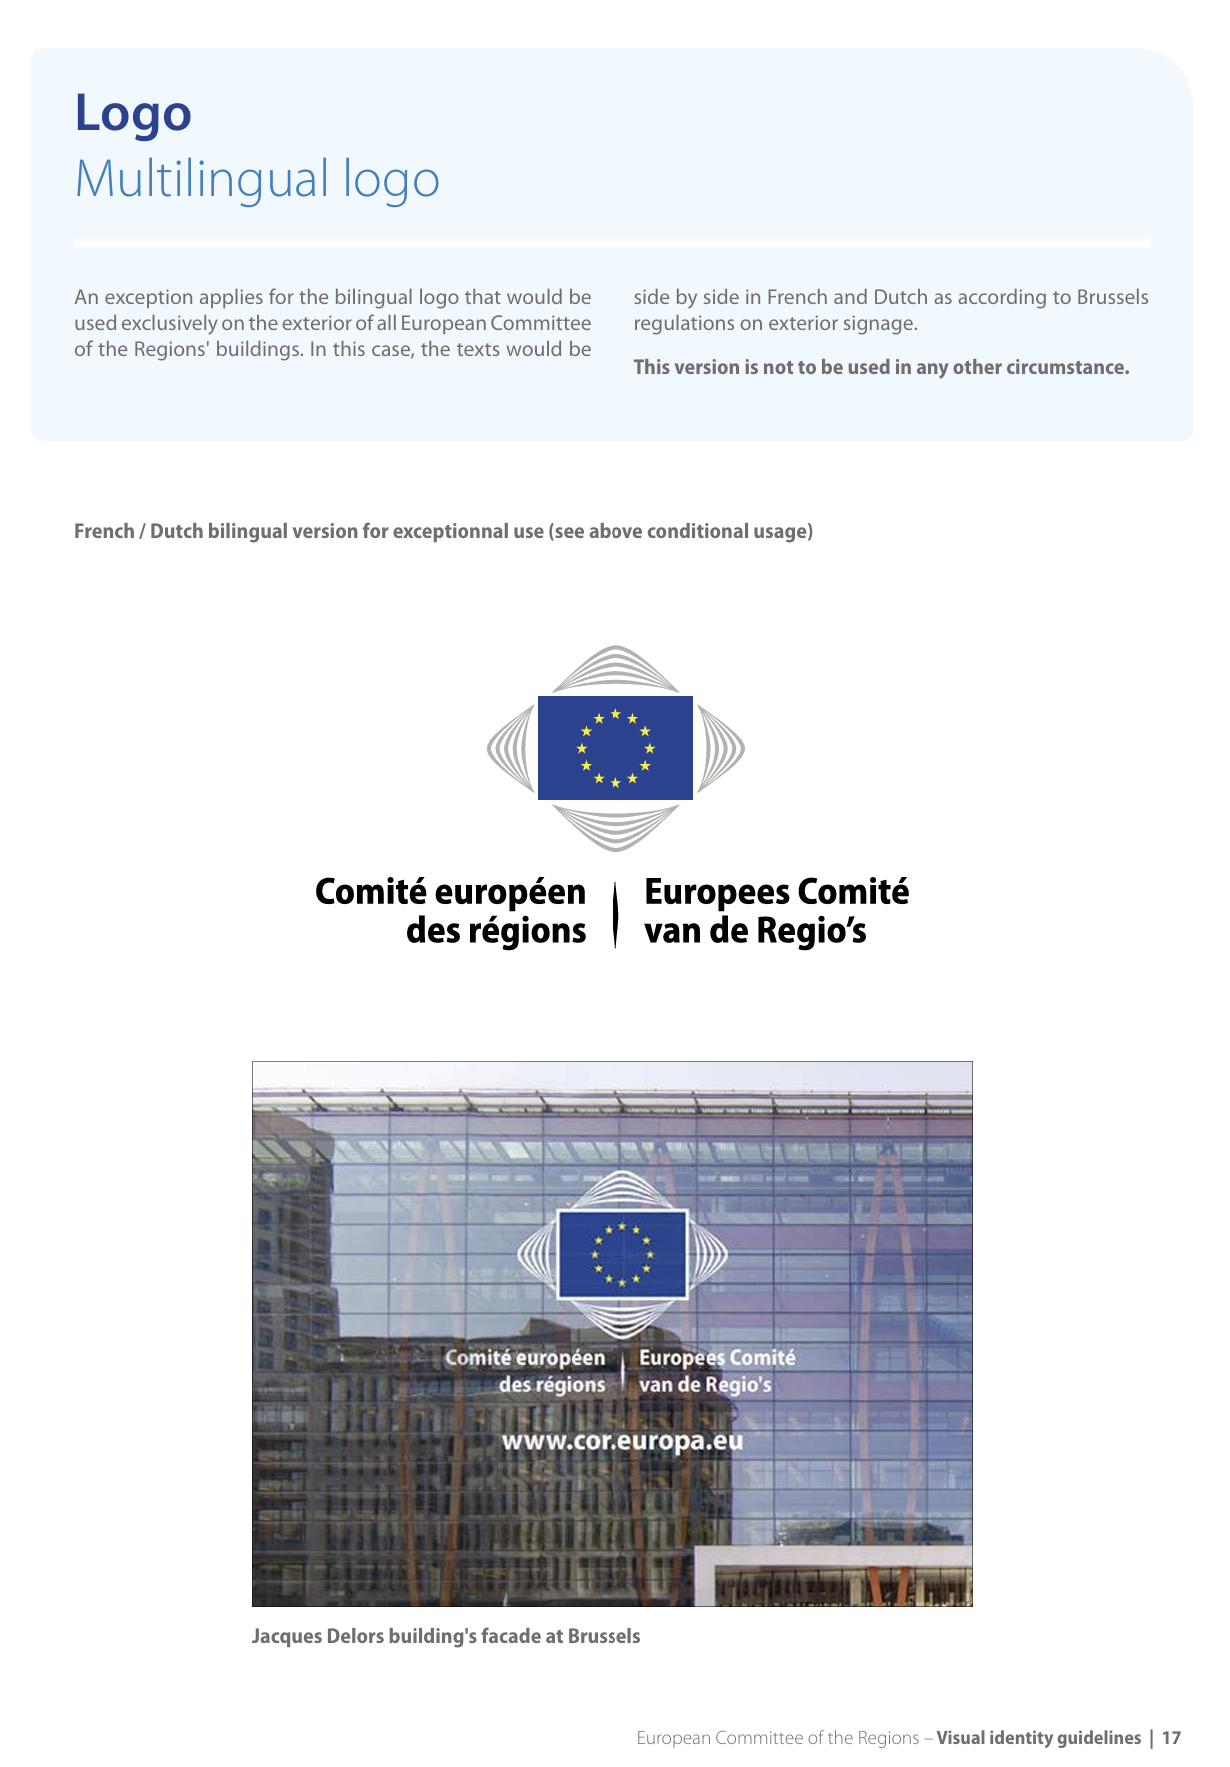 Logo
Multilingual logo
An exception applies for the bilingual logo that would be
used exclusively on the exterior of all European Committee
of the Regions' buildings. In this case, the texts would be
side by side in French and Dutch as according to Brussels
regulations on exterior signage.
This version is not to be used in any other circumstance.
French / Dutch bilingual version for exceptionnal use (see above conditional usage)
Comité européen
des régions
Europees Comité
van de Regio’s
Comité européen
des régions
Europees Comité
van de Regio's
www.cor.europa.eu
Jacques Delors building's facade at Brussels
European Committee of the Regions – Visual identity guidelines | 17